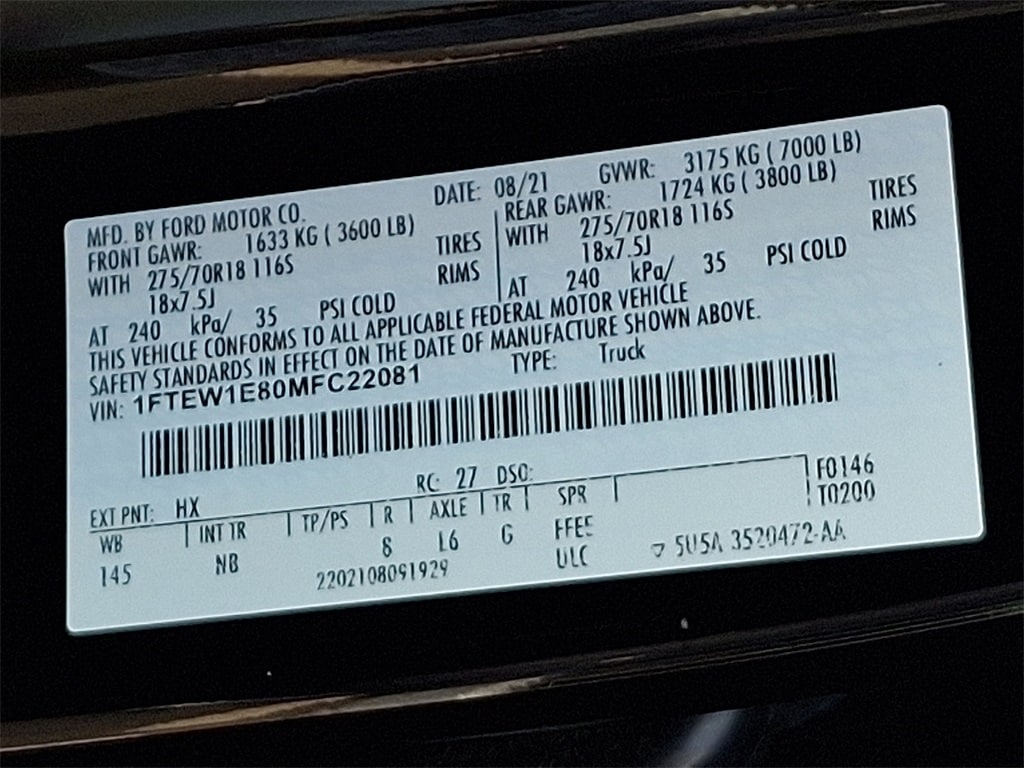 MFD. BY FORD MOTOR CO. DATE: 08/21 GVWR: 3175 KG ( 7000 LB)
FRONT GAWR: 1633 KG ( 3600 LB) REAR GAWR: 1724 KG ( 3800 LB)
WITH 275/70R18 116S TIRES WITH 275/70R18 116S TIRES
18x7.5J RIMS 18x7.5J RIMS
AT 240 kPa/ 35 PSI COLD AT 240 kPa/ 35 PSI COLD
THIS VEHICLE CONFORMS TO ALL APPLICABLE FEDERAL MOTOR VEHICLE
SAFETY STANDARDS IN EFFECT ON THE DATE OF MANUFACTURE SHOWN ABOVE.
VIN: 1FTEW1E80MFC22081 TYPE: Truck
EXT PNT: HX RC: 27 DSO: F0146
WB INT TR TP/PS R AXLE TR SPR T0200
145 NB 8 L6 G FFEE
2202108091929 ULC 5U5A 3520472-AA